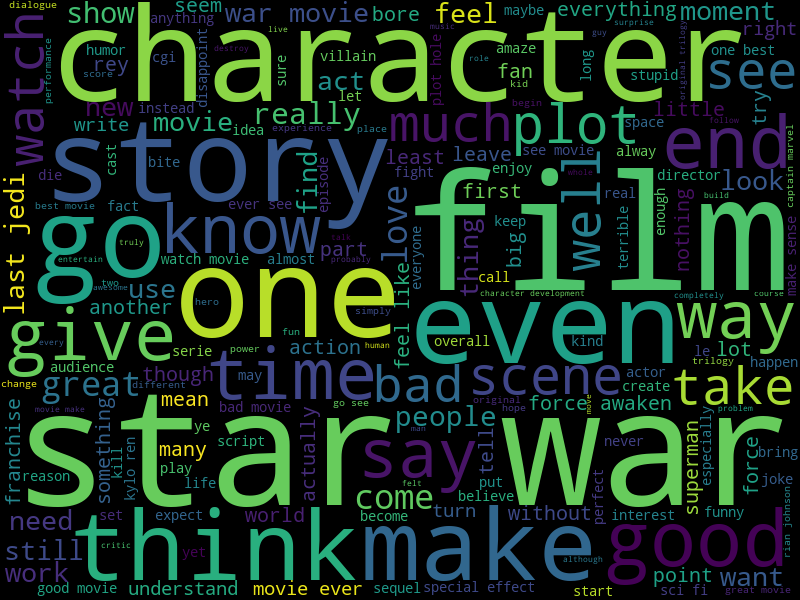 dialogue
show
seem
war movie
bore
feel
maybe
everything
moment
music
live
guy
surprise
character
humor
anything
rey
cgi
villain
sure
act
fan
amaze
kid
long
stupid
one best
right
see
watch
performance
destroy
score
disappoint
let
role
plot hole
original trilogy
new
instead
really
idea
begin
little
follow
write
movie
experience
place
much
plot
space
try
end
captain marvel
cast
bite
story
find
episode
least
leave
see movie
alway
whole
die
fight
enjoy
director
look
best movie
fact
ever see
love
first
real
enough
build
know
keep
well
terrible
nothing
make sense
go
truly
talk
everyone
big
watch movie
almost
part
probably
thing
last jedi
entertain
two
awesome
use
call
film
one
hero
simply
character development
completely
course
another
feel like
even
way
give
every
fun
overall
kind
le
lot
audience
serie
action
power
human
trilogy
happen
change
great
different
though
time
may
bad
scene
actor
create
take
franchise
movie make
mean
bad movie
go see
original
hope
force awaken
move
something
many
ye
people
man
never
problem
star war
reason
kill
kylo ren
script
play
life
actually
say
tell
felt
put
believe
perfect
superman
especially
force
bring
joke
need
set
expect
world
come
become
turn
without
interest
funny
rian johnson
still
critic
yet
think
make
although
good
work
point
want
good movie
understand
movie ever
sequel
special effect
start
sci fi
great movie